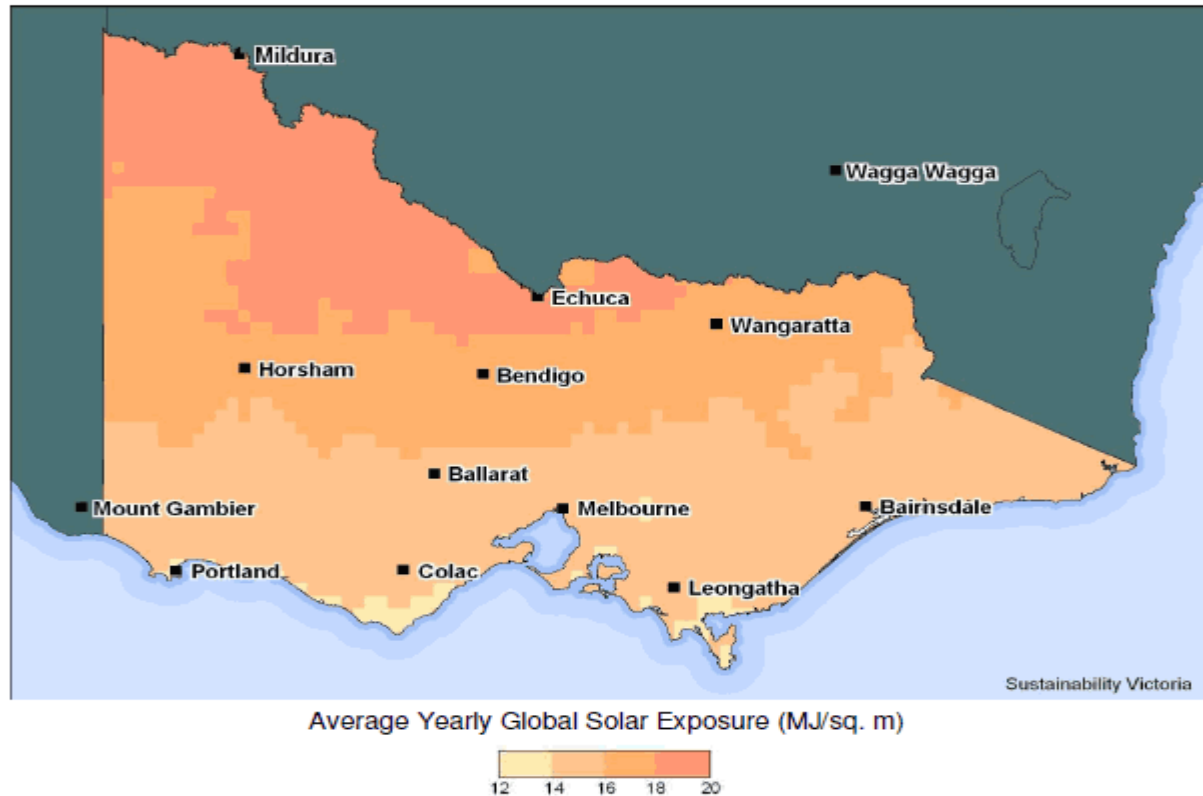 Mildura
Wagga Wagga
Echuca
Wangaratta
Horsham
Bendigo
Ballarat
Mount Gambier
Melbourne
Bairnsdale
Portland
Colac
Leongatha
Sustainability Victoria
Average Yearly Global Solar Exposure (MJ/sq. m)
12 14 16 18 20